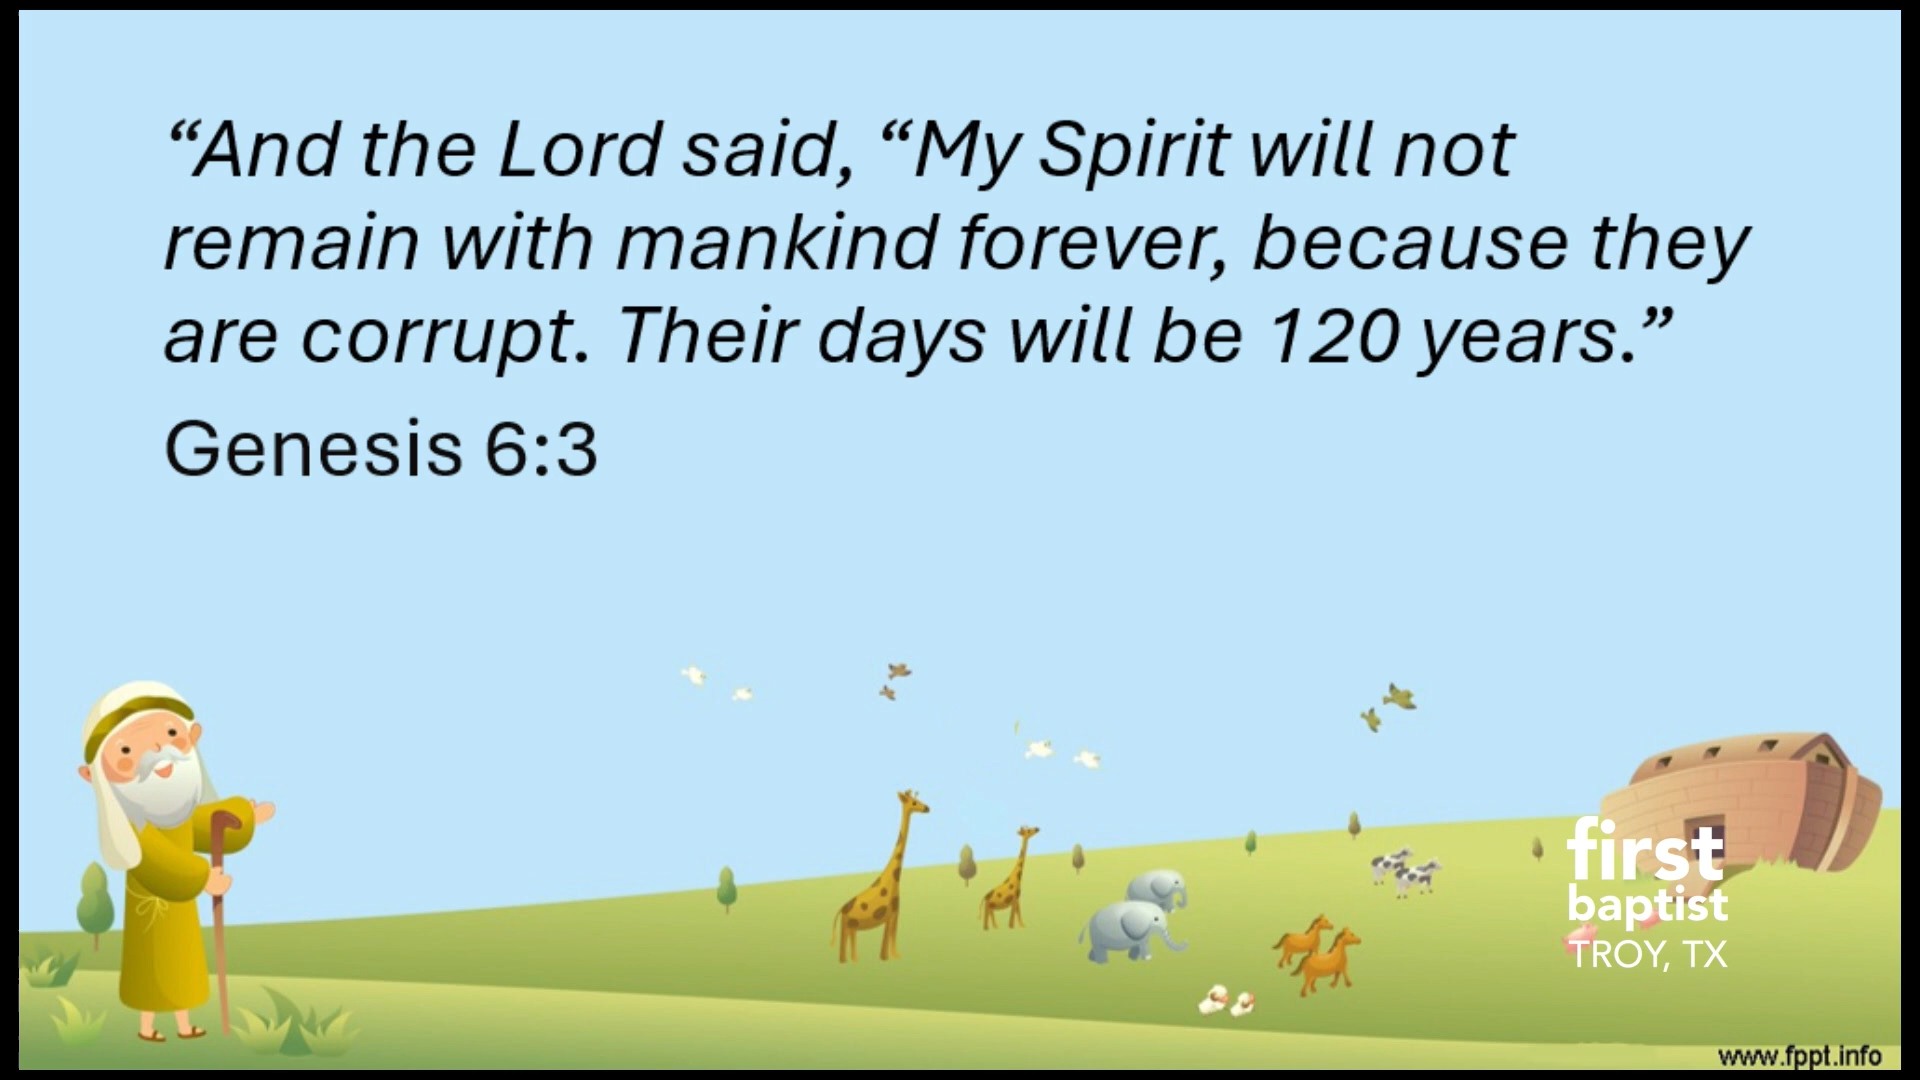 “And the Lord said, “My Spirit will not
remain with mankind forever, because they
are corrupt. Their days will be 120 years.”
Genesis 6:3
first
baptist
TROY, TX
www.fppt.info